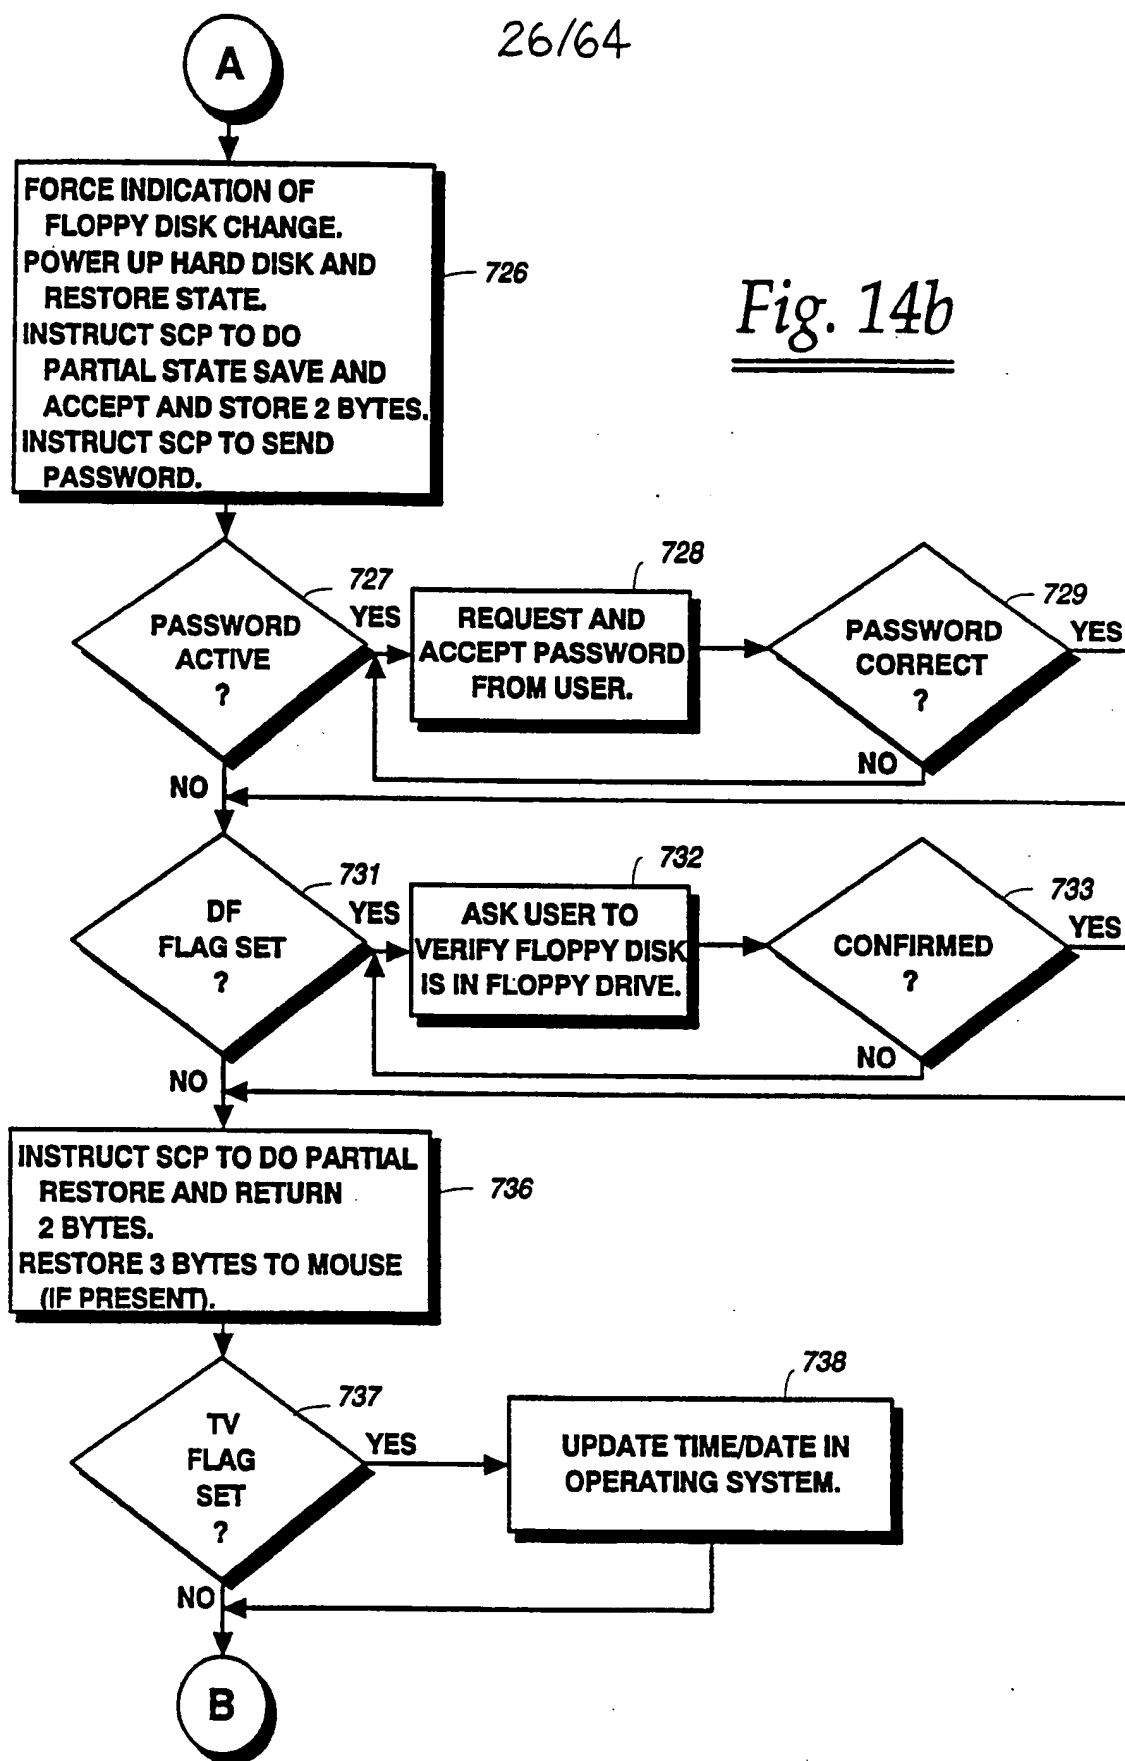 26/64
A
FORCE INDICATION OF
FLOPPY DISK CHANGE.
POWER UP HARD DISK AND
RESTORE STATE.
INSTRUCT SCP TO DO
PARTIAL STATE SAVE AND
ACCEPT AND STORE 2 BYTES.
INSTRUCT SCP TO SEND
PASSWORD.
726
Fig. 14b
PASSWORD
ACTIVE
?
727
YES
NO
REQUEST AND
ACCEPT PASSWORD
FROM USER.
728
PASSWORD
CORRECT
?
729
YES
NO
DF
FLAG SET
?
731
YES
NO
ASK USER TO
VERIFY FLOPPY DISK
IS IN FLOPPY DRIVE.
732
CONFIRMED
?
733
YES
NO
INSTRUCT SCP TO DO PARTIAL
RESTORE AND RETURN
2 BYTES.
RESTORE 3 BYTES TO MOUSE
(IF PRESENT).
736
TV
FLAG
SET
?
737
YES
NO
UPDATE TIME/DATE IN
OPERATING SYSTEM.
738
B